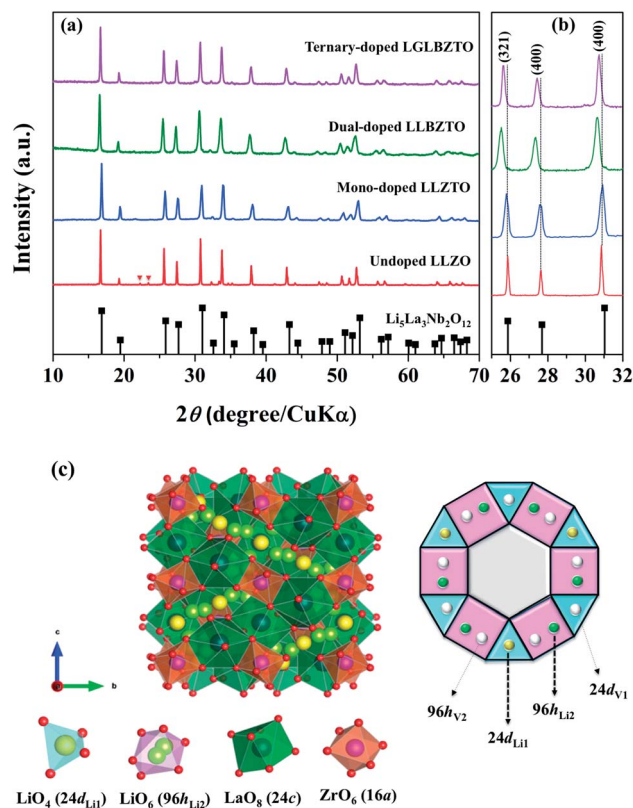 (a)
(b)
Ternary-doped LGLBZTO
Dual-doped LLBZTO
Mono-doped LLZTO
Undoped LLZO
Li₅La₃Nb₂O₁₂
Intensity (a.u.)
10 20 30 40 50 60 70
2θ (degree/CuKα)
(321)
(400)
(400)
26 28 30 32
(c)
c
b
96hV2
24dLi1
96hLi2
24dV1
LiO₄ (24dLi1)
LiO₆ (96hLi2)
LaO₈ (24c)
ZrO₆ (16a)